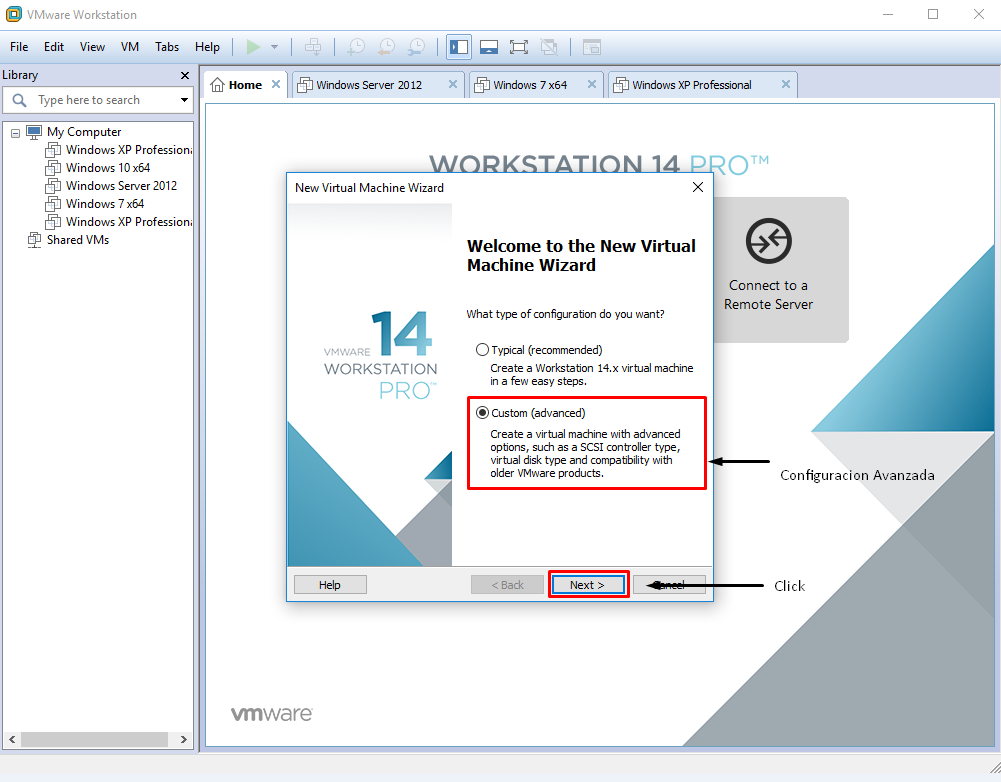 VMware Workstation
File Edit View VM Tabs Help
Library
Type here to search
My Computer
Windows XP Professiona
Windows 10 x64
Windows Server 2012
Windows 7 x64
Windows XP Professiona
Shared VMs
Home
Windows Server 2012
Windows 7 x64
Windows XP Professional
WORKSTATION 14 PRO™
Connect to a
Remote Server
New Virtual Machine Wizard
VMWARE 14
WORKSTATION
PRO™
Welcome to the New Virtual
Machine Wizard
What type of configuration do you want?
Typical (recommended)
Create a Workstation 14.x virtual machine
in a few easy steps.
Custom (advanced)
Create a virtual machine with advanced
options, such as a SCSI controller type,
virtual disk type and compatibility with
older VMware products.
Configuracion Avanzada
Help < Back Next > Cancel
Click
vmware